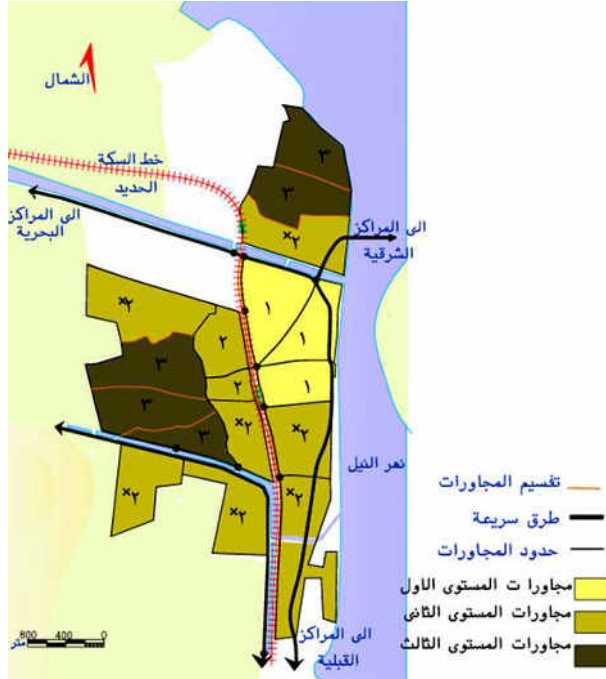 الشمال
خط السكة
الحديد
٣
٣
الى المراكز
البحرية
×٢
الى المراكز
الشرقية
×٢
١
٢
١
٣
٢
١
٣
٣
×٢
×٢
نهر النيل
×٢
×٢
×٢
تقسيم المجاورات
طرق سريعة
حدود المجاورات
مجاورا ت المستوى الاول
مجاورات المستوى الثانى
مجاورات المستوى الثالث
الى المراكز
القبلية
800 400 0
متر